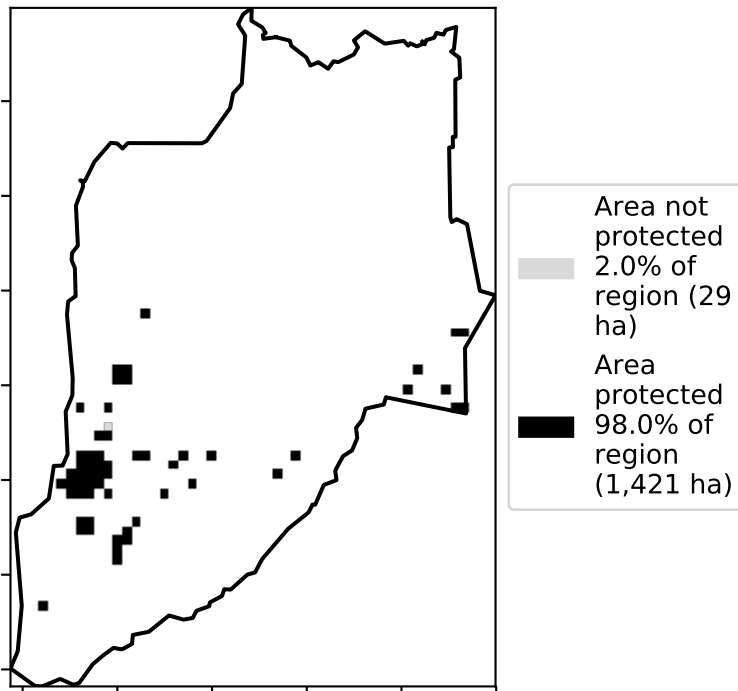 Area not
protected
2.0% of
region (29
ha)
Area
protected
98.0% of
region
(1,421 ha)